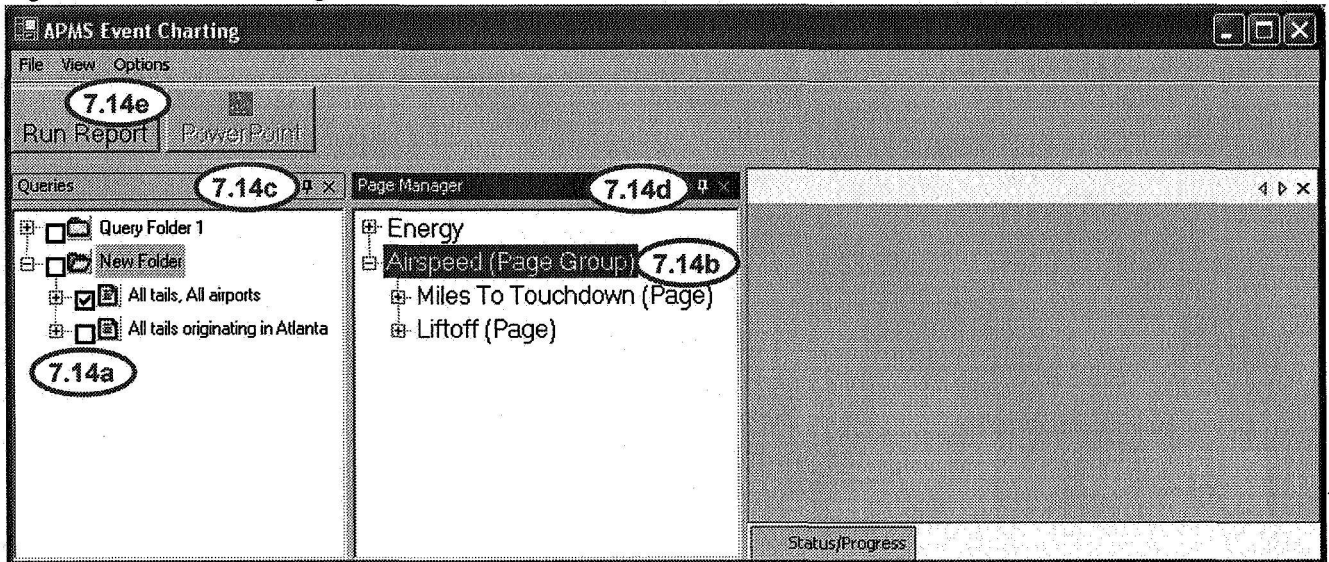 APMS Event Charting
File View Options
7.14e
Run Report PowerPoint
Queries 7.14c Page Manager 7.14d
Query Folder 1
New Folder
All tails, All airports
All tails originating in Atlanta
7.14a
Energy
Airspeed (Page Group) 7.14b
Miles To Touchdown (Page)
Liftoff (Page)
Status/Progress